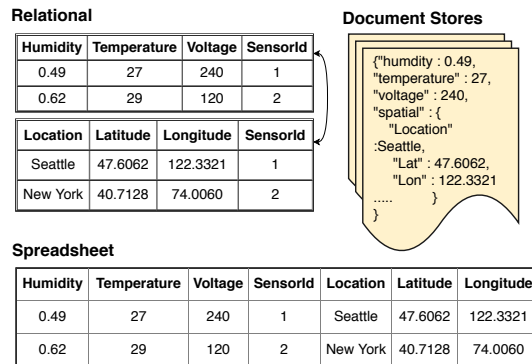 Relational
Humidity Temperature Voltage SensorId
0.49 27 240 1
0.62 29 120 2
Location Latitude Longitude SensorId
Seattle 47.6062 122.3321 1
New York 40.7128 74.0060 2
Document Stores
{"humdity : 0.49,
"temperature" : 27,
"voltage" : 240,
"spatial" : {
"Location"
:Seattle,
"Lat" : 47.6062,
"Lon" : 122.3321
..... }
}
Spreadsheet
Humidity Temperature Voltage SensorId Location Latitude Longitude
0.49 27 240 1 Seattle 47.6062 122.3321
0.62 29 120 2 New York 40.7128 74.0060